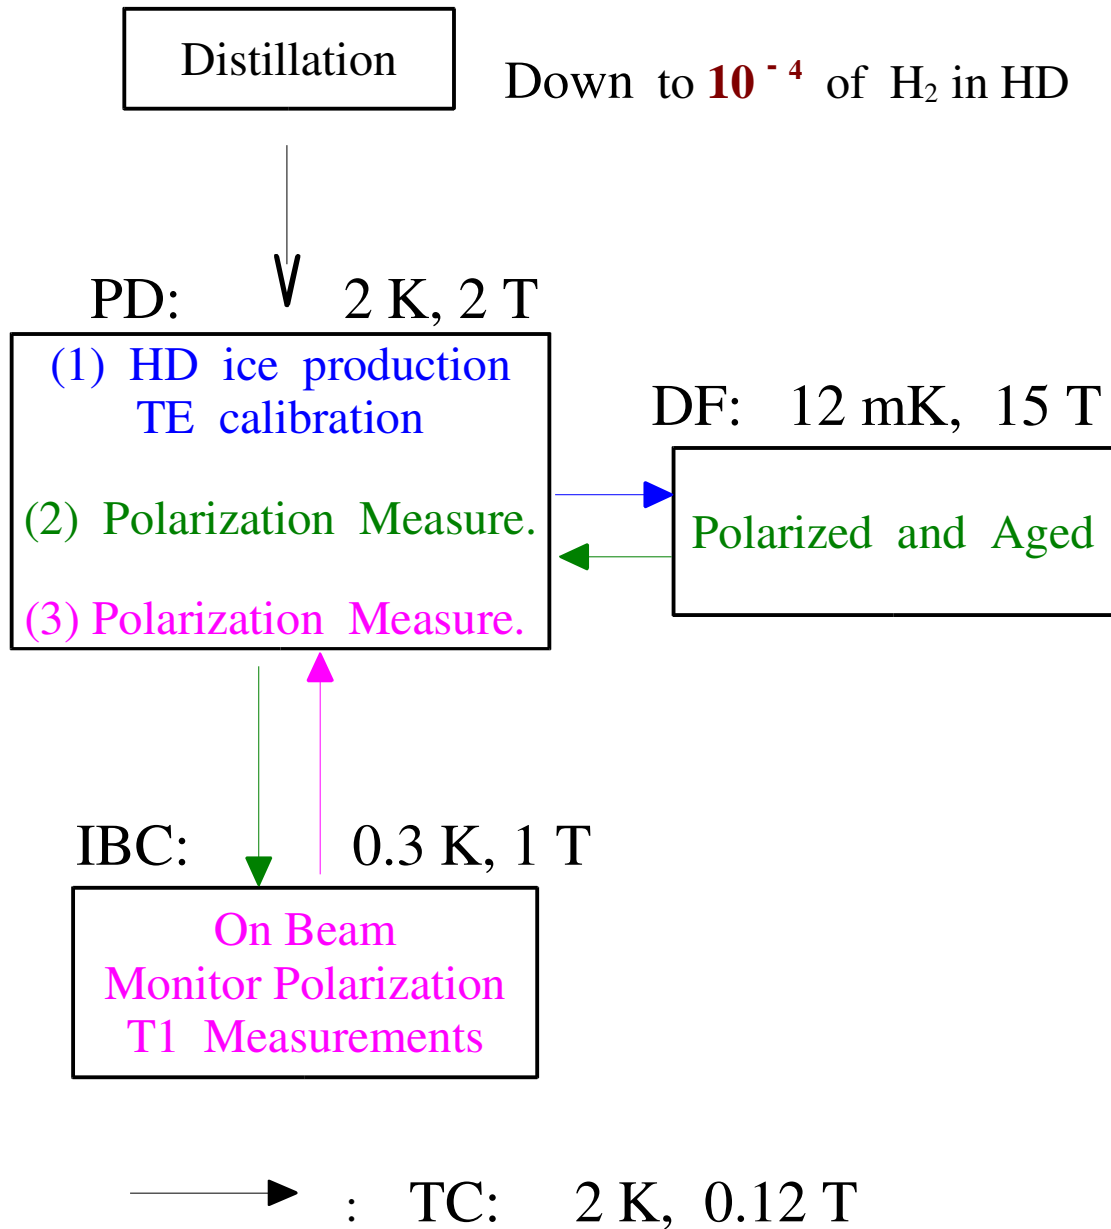 Distillation
Down to 10⁻⁴ of H₂ in HD
PD: 2 K, 2 T
(1) HD ice production
TE calibration
(2) Polarization Measure.
(3) Polarization Measure.
DF: 12 mK, 15 T
Polarized and Aged
IBC: 0.3 K, 1 T
On Beam
Monitor Polarization
T1 Measurements
: TC: 2 K, 0.12 T